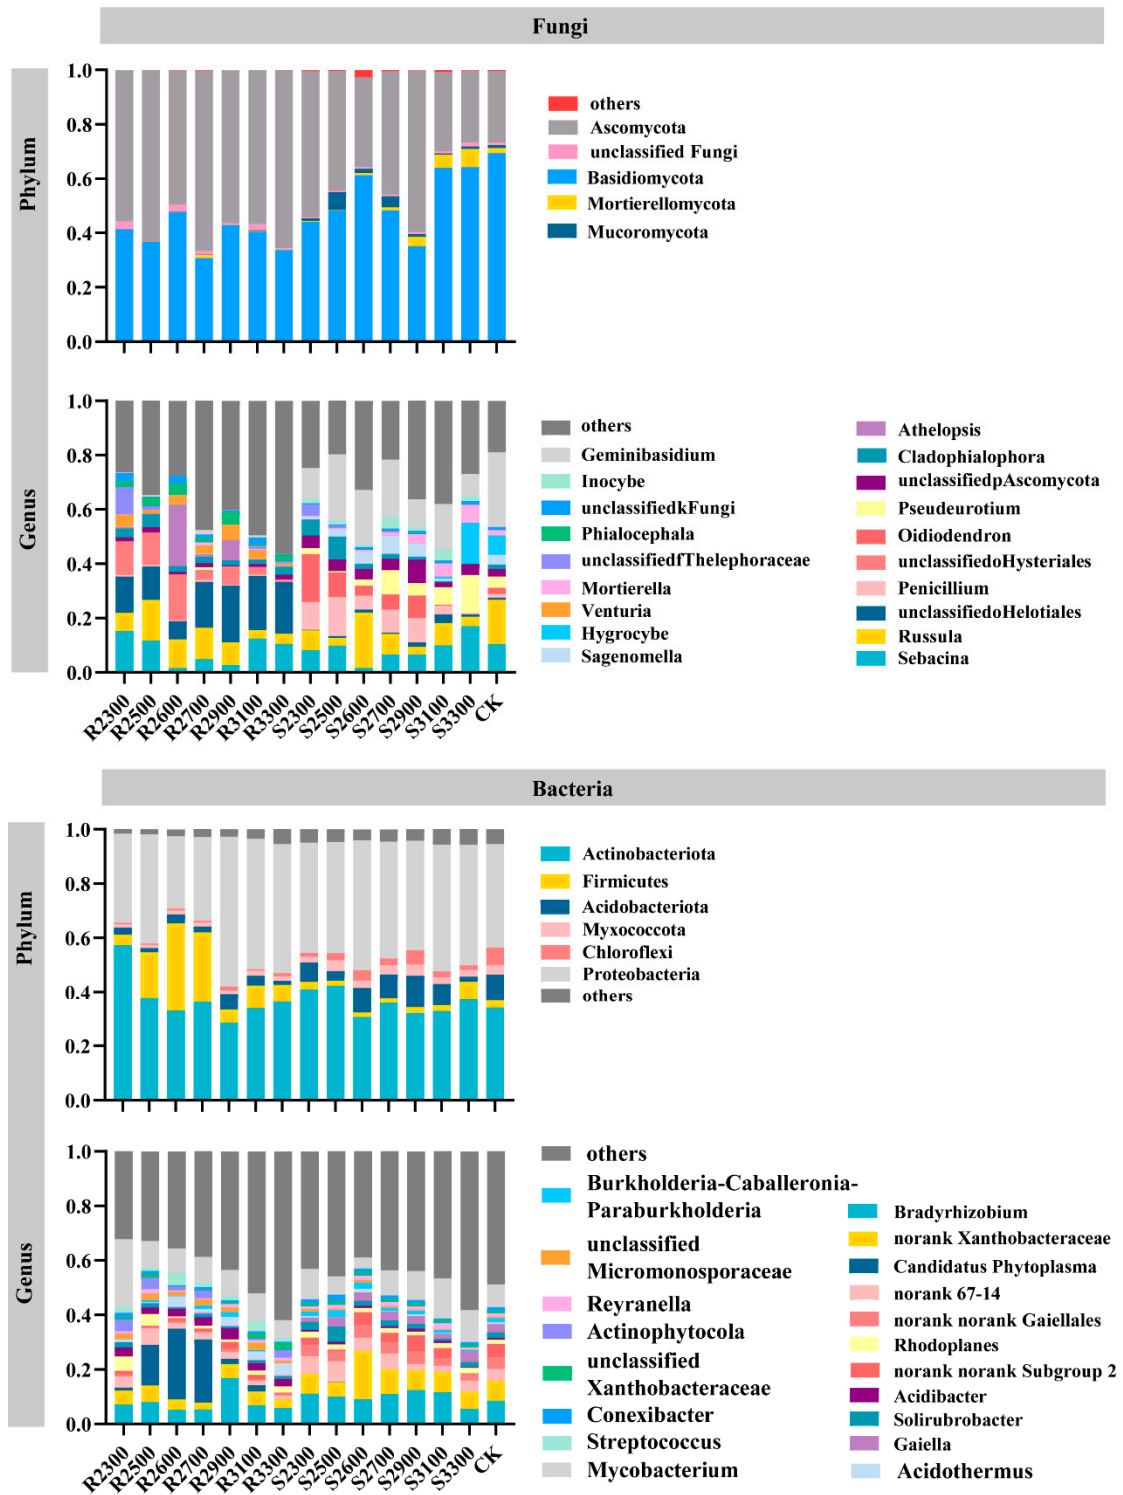 Fungi
Phylum
1.0
0.8
0.6
0.4
0.2
0.0
others
Ascomycota
unclassified Fungi
Basidiomycota
Mortierellomycota
Mucoromycota
Genus
1.0
0.8
0.6
0.4
0.2
0.0
R2300
R2500
R2600
R2700
R2900
R3100
R3300
S2300
S2500
S2600
S2700
S2900
S3100
S3300
CK
others
Geminibasidium
Inocybe
unclassifiedkFungi
Phialocephala
unclassifiedfThelephoraceae
Mortierella
Venturia
Hygrocybe
Sagenomella
Athelopsis
Cladophialophora
unclassifiedpAscomycota
Pseudeurotium
Oidiodendron
unclassifiedoHysteriales
Penicillium
unclassifiedoHelotiales
Russula
Sebacina
Bacteria
Phylum
1.0
0.8
0.6
0.4
0.2
0.0
Actinobacteriota
Firmicutes
Acidobacteriota
Myxococcota
Chloroflexi
Proteobacteria
others
Genus
1.0
0.8
0.6
0.4
0.2
0.0
R2300
R2500
R2600
R2700
R2900
R3100
R3300
S2300
S2500
S2600
S2700
S2900
S3100
S3300
CK
others
Burkholderia-Caballeronia-
Paraburkholderia
unclassified
Micromonosporaceae
Reyranella
Actinophytocola
unclassified
Xanthobacteraceae
Conexibacter
Streptococcus
Mycobacterium
Bradyrhizobium
norank Xanthobacteraceae
Candidatus Phytoplasma
norank 67-14
norank norank Gaiellales
Rhodoplanes
norank norank Subgroup 2
Acidibacter
Solirubrobacter
Gaiella
Acidothermus